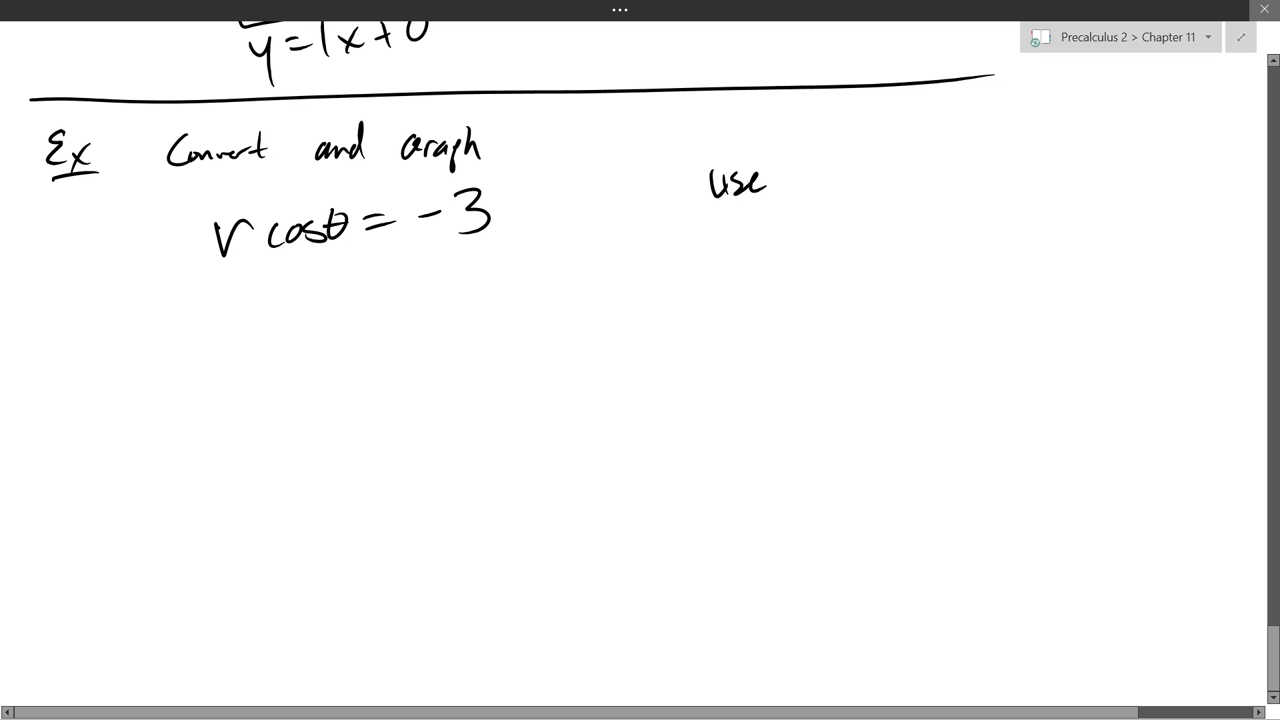 y=1x+0
Precalculus 2 > Chapter 11
Ex Convert and Graph
use
r cosθ = -3